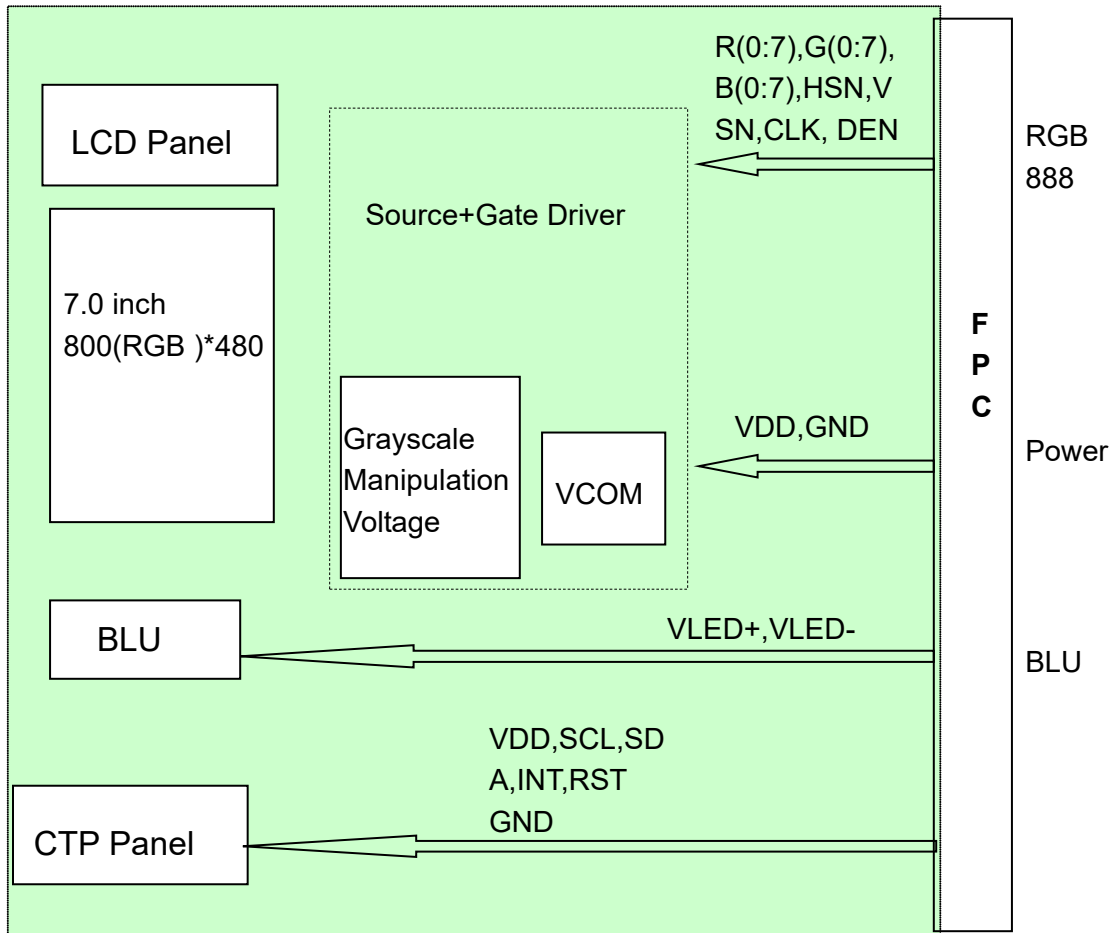 R(0:7),G(0:7),
B(0:7),HSN,V
SN,CLK, DEN
RGB
888
LCD Panel
Source+Gate Driver
7.0 inch
800(RGB )*480
F
P
C
Grayscale
Manipulation
Voltage
VCOM
VDD,GND
Power
BLU
VLED+,VLED-
BLU
VDD,SCL,SD
A,INT,RST
GND
CTP Panel